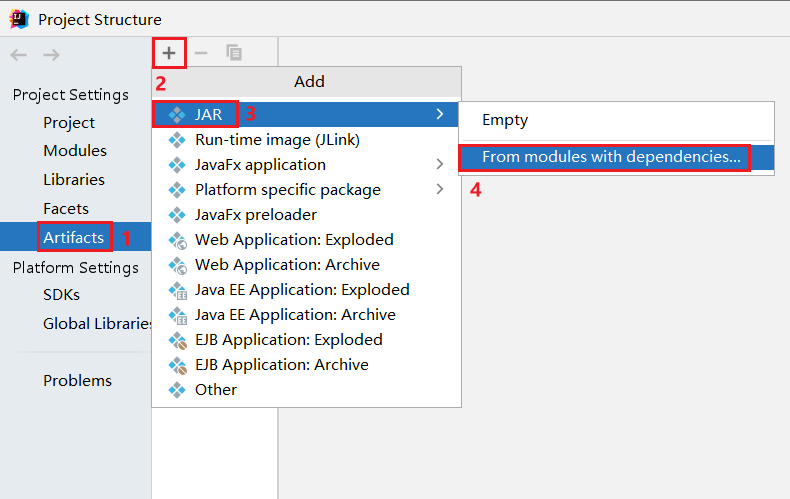 Project Structure
Project Settings
Project
Modules
Libraries
Facets
Artifacts 1
Platform Settings
SDKs
Global Libraries
Problems
+
2
Add
JAR 3
Run-time image (JLink)
JavaFx application
Platform specific package
JavaFx preloader
Web Application: Exploded
Web Application: Archive
Java EE Application: Exploded
Java EE Application: Archive
EJB Application: Exploded
EJB Application: Archive
Other
Empty
From modules with dependencies...
4